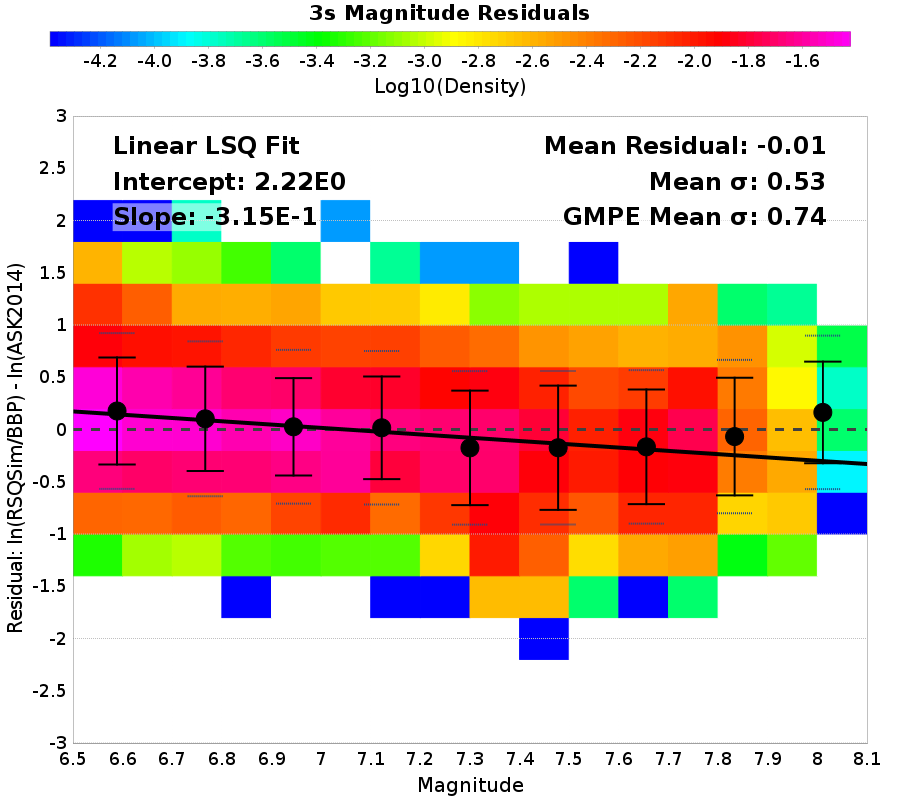 3s Magnitude Residuals
-4.2 -4.0 -3.8 -3.6 -3.4 -3.2 -3.0 -2.8 -2.6 -2.4 -2.2 -2.0 -1.8 -1.6
Log10(Density)
Linear LSQ Fit
Intercept: 2.22E0
Slope: -3.15E-1
Mean Residual: -0.01
Mean σ: 0.53
GMPE Mean σ: 0.74
Residual: ln(RSQSim/BBP) - ln(ASK2014)
3
2.5
2
1.5
1
0.5
0
-0.5
-1
-1.5
-2
-2.5
-3
6.5 6.6 6.7 6.8 6.9 7 7.1 7.2 7.3 7.4 7.5 7.6 7.7 7.8 7.9 8 8.1
Magnitude